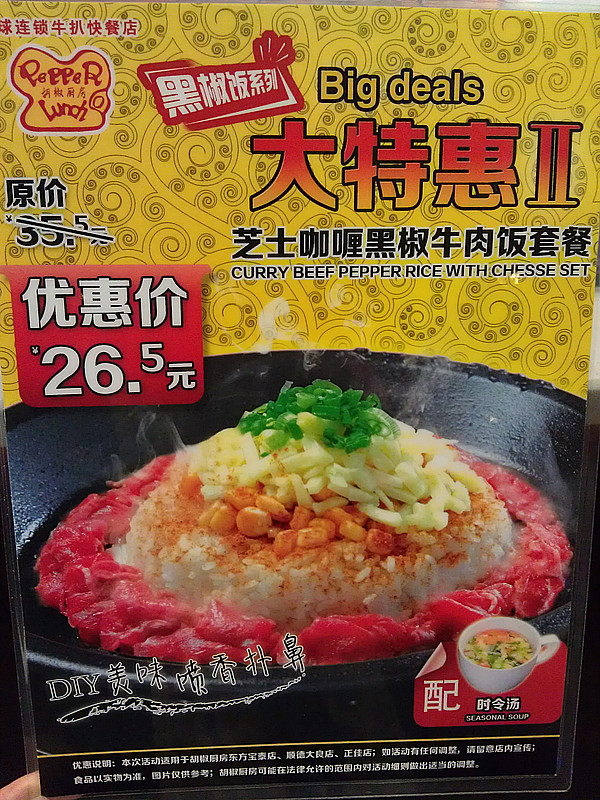 球连锁牛扒快餐店
PePPeR
胡椒厨房
Lunch
黑椒饭系列
Big deals
大特惠II
原价
¥35.5元
芝士咖喱黑椒牛肉饭套餐
CURRY BEEF PEPPER RICE WITH CHESSE SET
优惠价
¥26.5元
DIY美味喷香扑鼻
配 时令汤
SEASONAL SOUP
优惠说明：本次活动适用于胡椒厨房东方宝泰店、顺德大良店、正佳店；如活动有任何调整，请留意店内宣传；
食品以实物为准，图片仅供参考；胡椒厨房可能在法律允许的范围内对活动细则做出适当的调整。